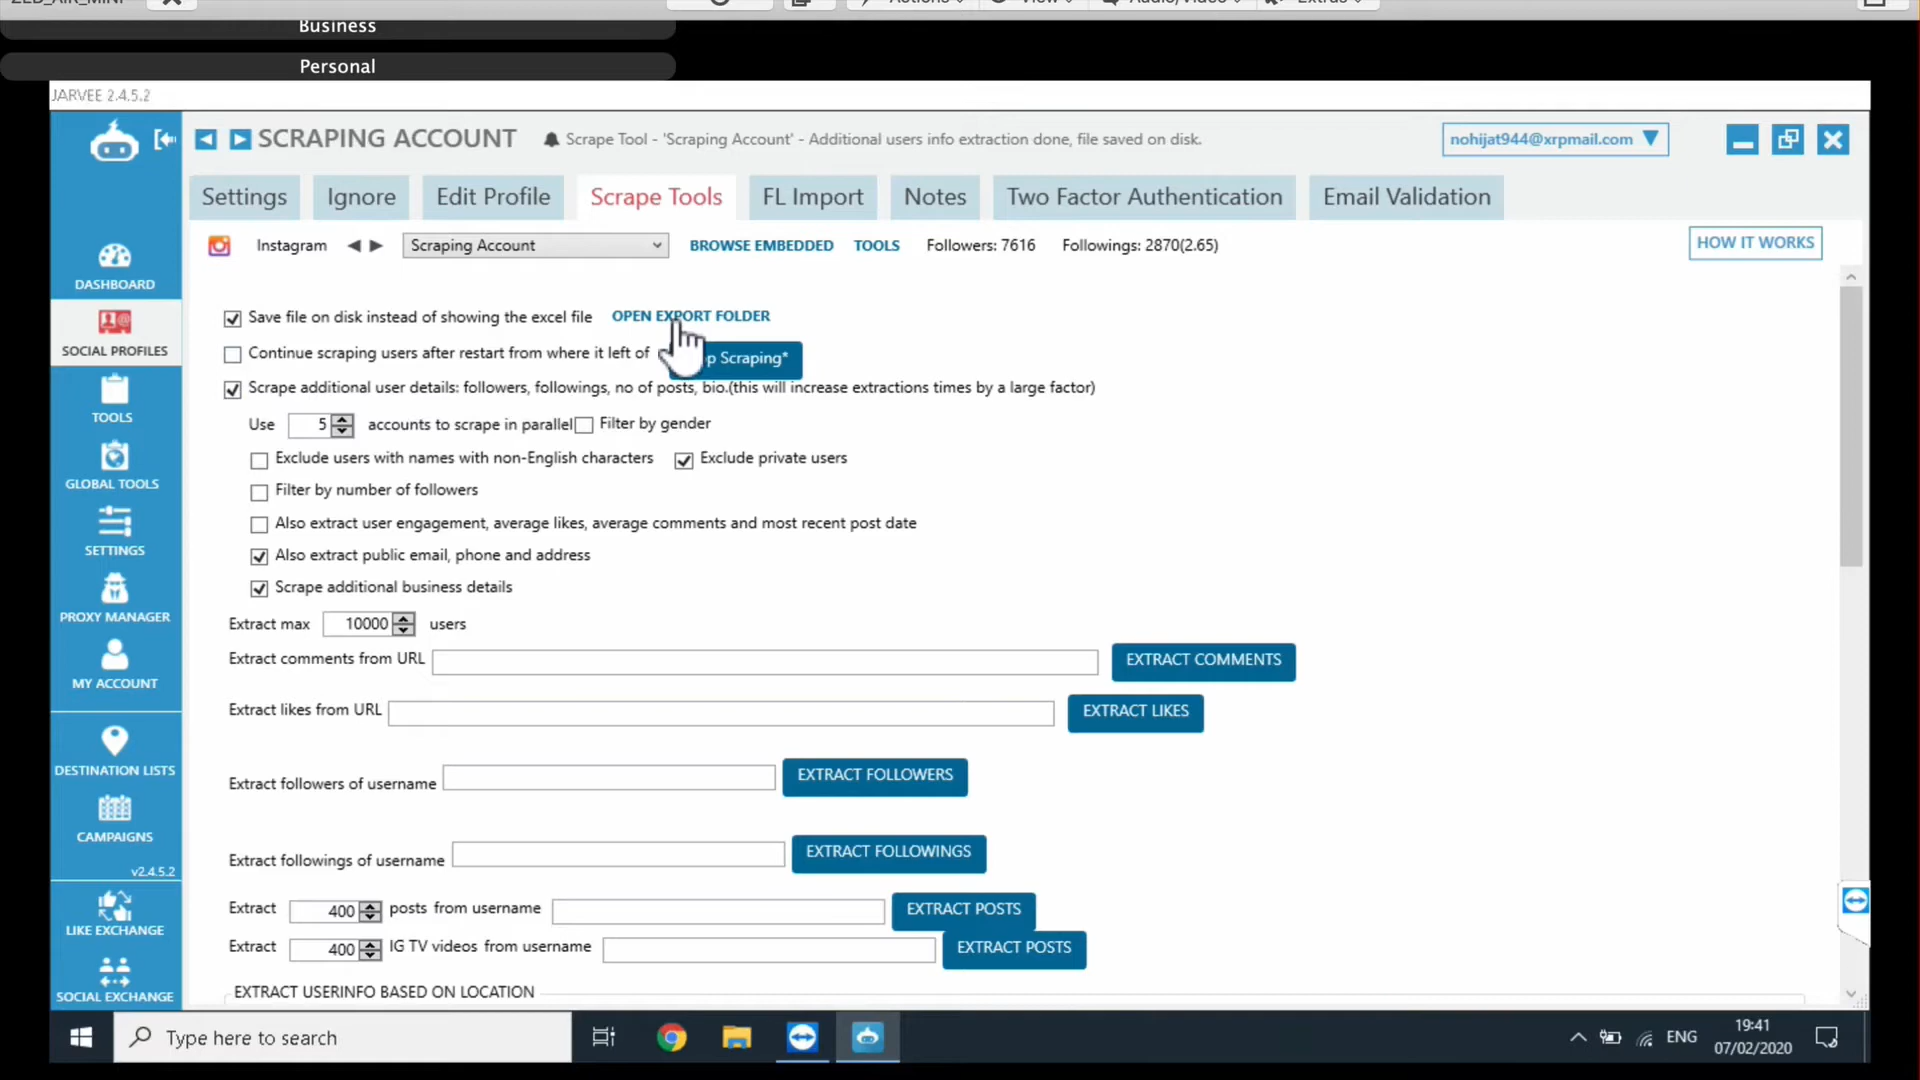 Business
Personal
JARVEE 2.4.5.2
SCRAPING ACCOUNT
Scrape Tool - 'Scraping Account' - Additional users info extraction done, file saved on disk.
nohijat944@xrpmail.com
Settings
Ignore
Edit Profile
Scrape Tools
FL Import
Notes
Two Factor Authentication
Email Validation
Instagram
Scraping Account
BROWSE EMBEDDED
TOOLS
Followers: 7616
Followings: 2870(2.65)
HOW IT WORKS
DASHBOARD
SOCIAL PROFILES
TOOLS
GLOBAL TOOLS
SETTINGS
PROXY MANAGER
MY ACCOUNT
DESTINATION LISTS
CAMPAIGNS
v2.4.5.2
LIKE EXCHANGE
SOCIAL EXCHANGE
Save file on disk instead of showing the excel file OPEN EXPORT FOLDER
Continue scraping users after restart from where it left of
Scraping*
Scrape additional user details: followers, followings, no of posts, bio.(this will increase extractions times by a large factor)
Use 5 accounts to scrape in parallel Filter by gender
Exclude users with names with non-English characters Exclude private users
Filter by number of followers
Also extract user engagement, average likes, average comments and most recent post date
Also extract public email, phone and address
Scrape additional business details
Extract max 10000 users
Extract comments from URL EXTRACT COMMENTS
Extract likes from URL EXTRACT LIKES
Extract followers of username EXTRACT FOLLOWERS
Extract followings of username EXTRACT FOLLOWINGS
Extract 400 posts from username EXTRACT POSTS
Extract 400 IG TV videos from username EXTRACT POSTS
EXTRACT USERINFO BASED ON LOCATION
Type here to search
ENG
19:41
07/02/2020